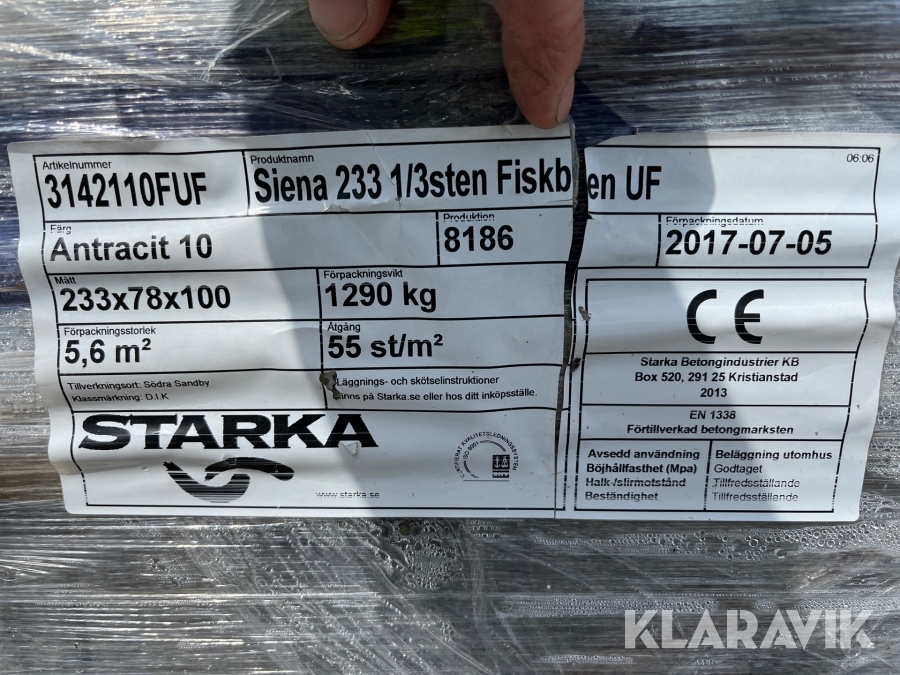 Artikelnummer
3142110FUF
Produktnamn
Siena 233 1/3sten Fiskb en UF
06:06
Färg
Antracit 10
Produktion
8186
Förpackningsdatum
2017-07-05
Mått
233x78x100
Förpackningsvikt
1290 kg
Förpackningsstorlek
5,6 m²
Åtgång
55 st/m²
Tillverkningsort: Södra Sandby
Klassmärkning: D.I.K
Läggnings- och skötselinstruktioner
finns på Starka.se eller hos ditt inköpsställe.
STARKA
www.starka.se
CERTIFIERAT KVALITETSLEDNINGSSYSTEM
ISO 9001
CE
Starka Betongindustrier KB
Box 520, 291 25 Kristianstad
2013
EN 1338
Förtillverkad betongmarksten
Avsedd användning
Beläggning utomhus
Böjhållfasthet (Mpa)
Godtaget
Halk-/slirmotstånd
Tillfredsställande
Beständighet
Tillfredsställande
KLARAVIK